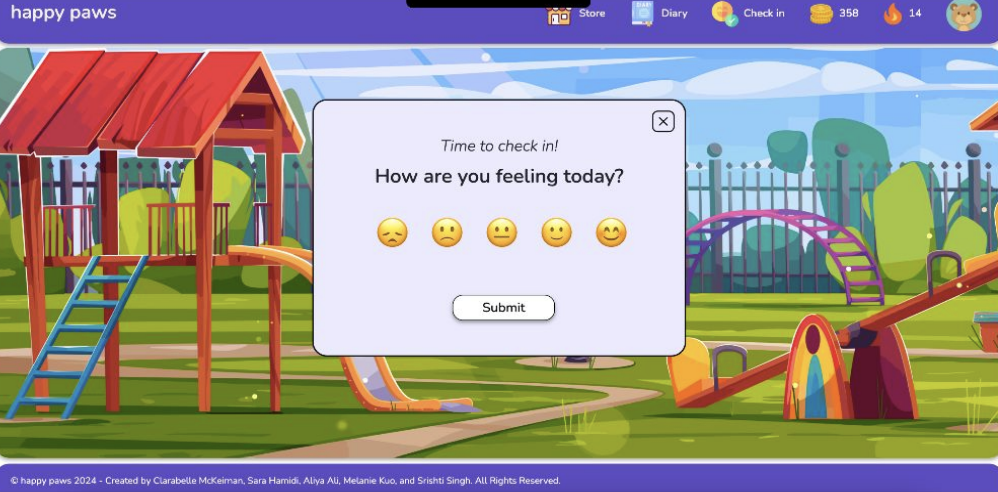 happy paws
Store
DIARY
Diary
Check in
358
14
Time to check in!
How are you feeling today?
Submit
© happy paws 2024 - Created by Clarabelle McKeiman, Sara Hamidi, Aliya Ali, Melanie Kuo, and Srishti Singh. All Rights Reserved.